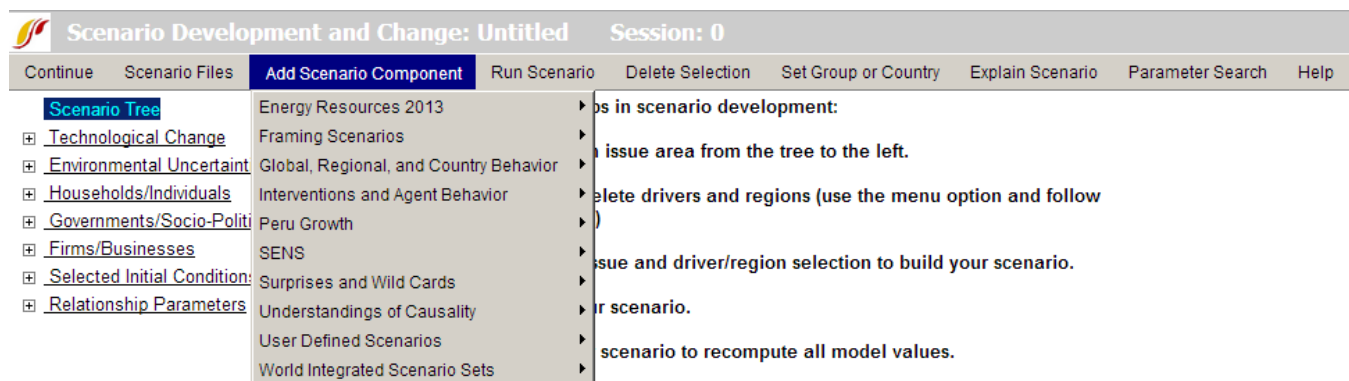 Scenario Development and Change: Untitled Session: 0
Continue Scenario Files Add Scenario Component Run Scenario Delete Selection Set Group or Country Explain Scenario Parameter Search Help
Scenario Tree
Technological Change
Environmental Uncertaint
Households/Individuals
Governments/Socio-Politi
Firms/Businesses
Selected Initial Condition
Relationship Parameters
Energy Resources 2013
Framing Scenarios
Global, Regional, and Country Behavior
Interventions and Agent Behavior
Peru Growth
SENS
Surprises and Wild Cards
Understandings of Causality
User Defined Scenarios
World Integrated Scenario Sets
in scenario development:
issue area from the tree to the left.
elete drivers and regions (use the menu option and follow
)
ssue and driver/region selection to build your scenario.
scenario.
scenario to recompute all model values.